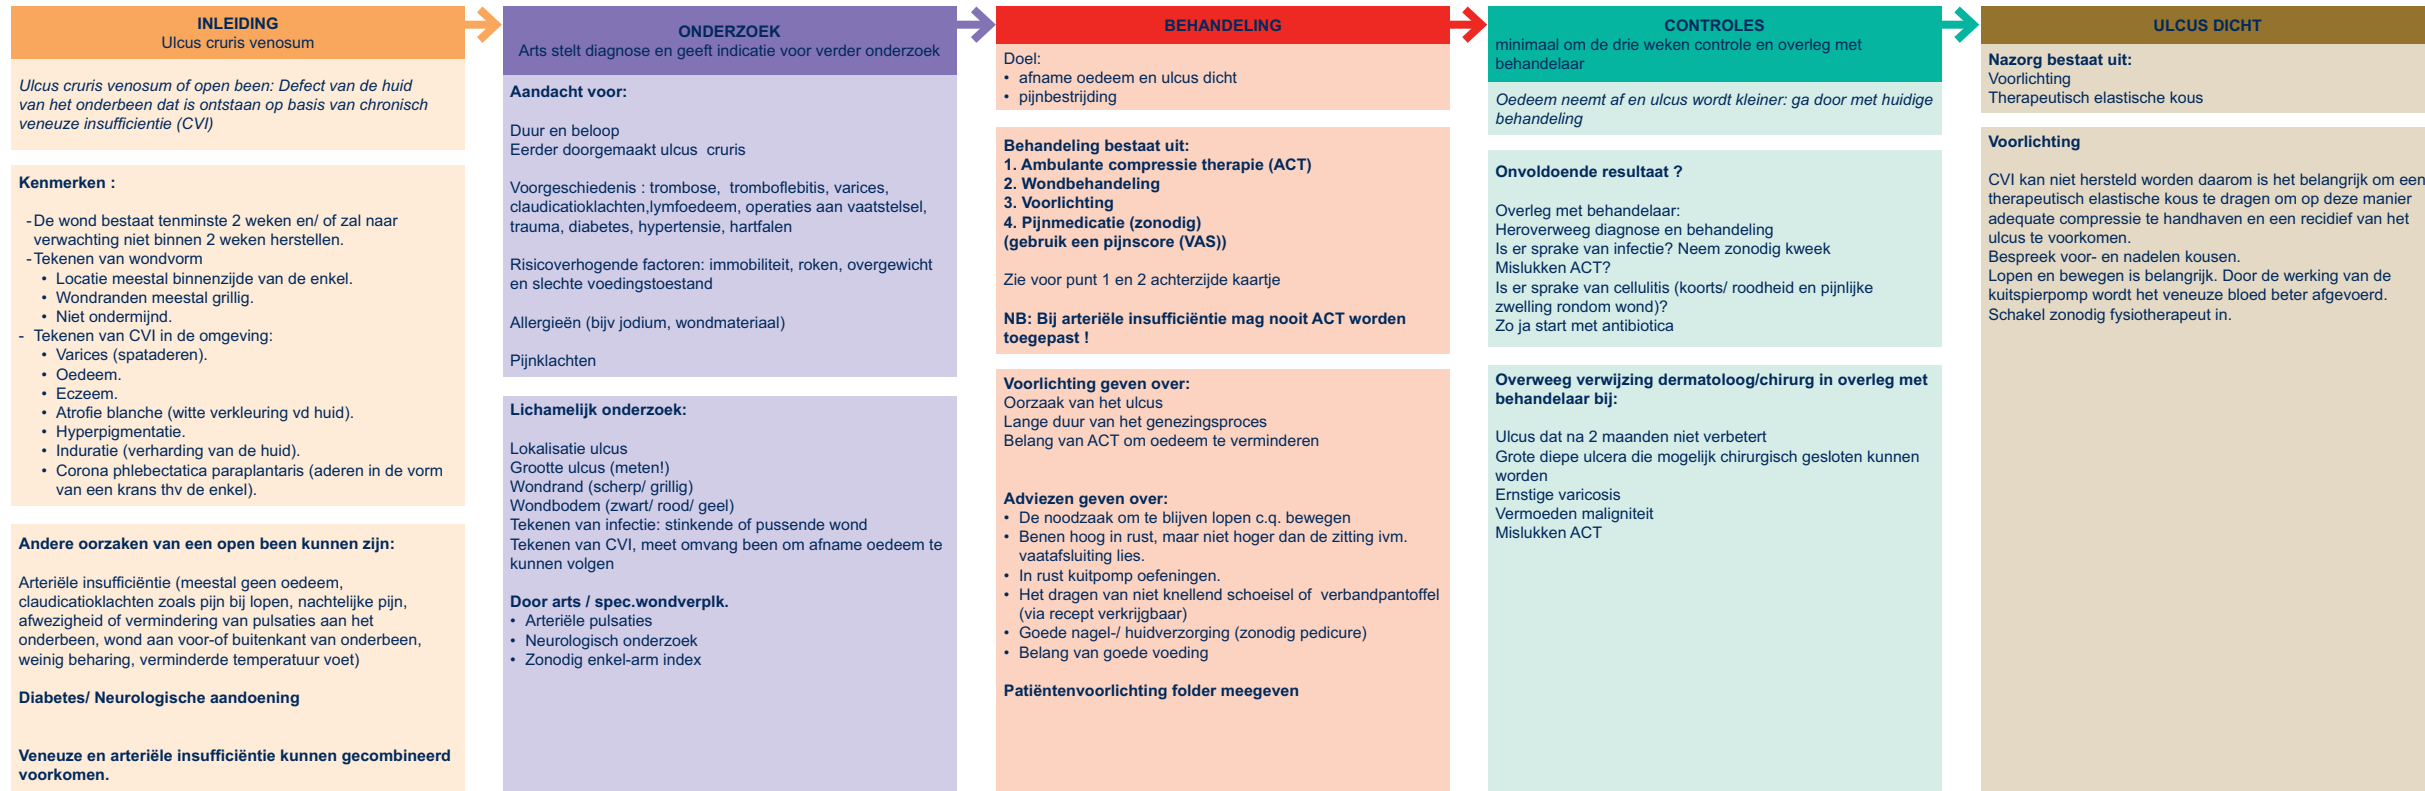 INLEIDING
Ulcus cruris venosum
Ulcus cruris venosum of open been: Defect van de huid
van het onderbeen dat is ontstaan op basis van chronisch
veneuze insufficientie (CVI)
Kenmerken :
- De wond bestaat tenminste 2 weken en/ of zal naar
verwachting niet binnen 2 weken herstellen.
- Tekenen van wondvorm
• Locatie meestal binnenzijde van de enkel.
• Wondranden meestal grillig.
• Niet ondermijnd.
- Tekenen van CVI in de omgeving:
• Varices (spataderen).
• Oedeem.
• Eczeem.
• Atrofie blanche (witte verkleuring vd huid).
• Hyperpigmentatie.
• Induratie (verharding van de huid).
• Corona phlebectatica paraplantaris (aderen in de vorm
van een krans thv de enkel).
Andere oorzaken van een open been kunnen zijn:
Arteriële insufficiëntie (meestal geen oedeem,
claudicatioklachten zoals pijn bij lopen, nachtelijke pijn,
afwezigheid of vermindering van pulsaties aan het
onderbeen, wond aan voor-of buitenkant van onderbeen,
weinig beharing, verminderde temperatuur voet)
Diabetes/ Neurologische aandoening
Veneuze en arteriële insufficiëntie kunnen gecombineerd
voorkomen.
ONDERZOEK
Arts stelt diagnose en geeft indicatie voor verder onderzoek
Aandacht voor:
Duur en beloop
Eerder doorgemaakt ulcus cruris
Voorgeschiedenis : trombose, tromboflebitis, varices,
claudicatioklachten,lymfoedeem, operaties aan vaatstelsel,
trauma, diabetes, hypertensie, hartfalen
Risicoverhogende factoren: immobiliteit, roken, overgewicht
en slechte voedingstoestand
Allergieën (bijv jodium, wondmateriaal)
Pijnklachten
Lichamelijk onderzoek:
Lokalisatie ulcus
Grootte ulcus (meten!)
Wondrand (scherp/ grillig)
Wondbodem (zwart/ rood/ geel)
Tekenen van infectie: stinkende of pussende wond
Tekenen van CVI, meet omvang been om afname oedeem te
kunnen volgen
Door arts / spec.wondverplk.
• Arteriële pulsaties
• Neurologisch onderzoek
• Zonodig enkel-arm index
BEHANDELING
Doel:
• afname oedeem en ulcus dicht
• pijnbestrijding
Behandeling bestaat uit:
1. Ambulante compressie therapie (ACT)
2. Wondbehandeling
3. Voorlichting
4. Pijnmedicatie (zonodig)
(gebruik een pijnscore (VAS))
Zie voor punt 1 en 2 achterzijde kaartje
NB: Bij arteriële insufficiëntie mag nooit ACT worden
toegepast !
Voorlichting geven over:
Oorzaak van het ulcus
Lange duur van het genezingsproces
Belang van ACT om oedeem te verminderen
Adviezen geven over:
• De noodzaak om te blijven lopen c.q. bewegen
• Benen hoog in rust, maar niet hoger dan de zitting ivm.
vaatafsluiting lies.
• In rust kuitpomp oefeningen.
• Het dragen van niet knellend schoeisel of verbandpantoffel
(via recept verkrijgbaar)
• Goede nagel-/ huidverzorging (zonodig pedicure)
• Belang van goede voeding
Patiëntenvoorlichting folder meegeven
CONTROLES
minimaal om de drie weken controle en overleg met
behandelaar
Oedeem neemt af en ulcus wordt kleiner: ga door met huidige
behandeling
Onvoldoende resultaat ?
Overleg met behandelaar:
Heroverweeg diagnose en behandeling
Is er sprake van infectie? Neem zonodig kweek
Mislukken ACT?
Is er sprake van cellulitis (koorts/ roodheid en pijnlijke
zwelling rondom wond)?
Zo ja start met antibiotica
Overweeg verwijzing dermatoloog/chirurg in overleg met
behandelaar bij:
Ulcus dat na 2 maanden niet verbetert
Grote diepe ulcera die mogelijk chirurgisch gesloten kunnen
worden
Ernstige varicosis
Vermoeden maligniteit
Mislukken ACT
ULCUS DICHT
Nazorg bestaat uit:
Voorlichting
Therapeutisch elastische kous
Voorlichting
CVI kan niet hersteld worden daarom is het belangrijk om een
therapeutisch elastische kous te dragen om op deze manier
adequate compressie te handhaven en een recidief van het
ulcus te voorkomen.
Bespreek voor- en nadelen kousen.
Lopen en bewegen is belangrijk. Door de werking van de
kuitspierpomp wordt het veneuze bloed beter afgevoerd.
Schakel zonodig fysiotherapeut in.